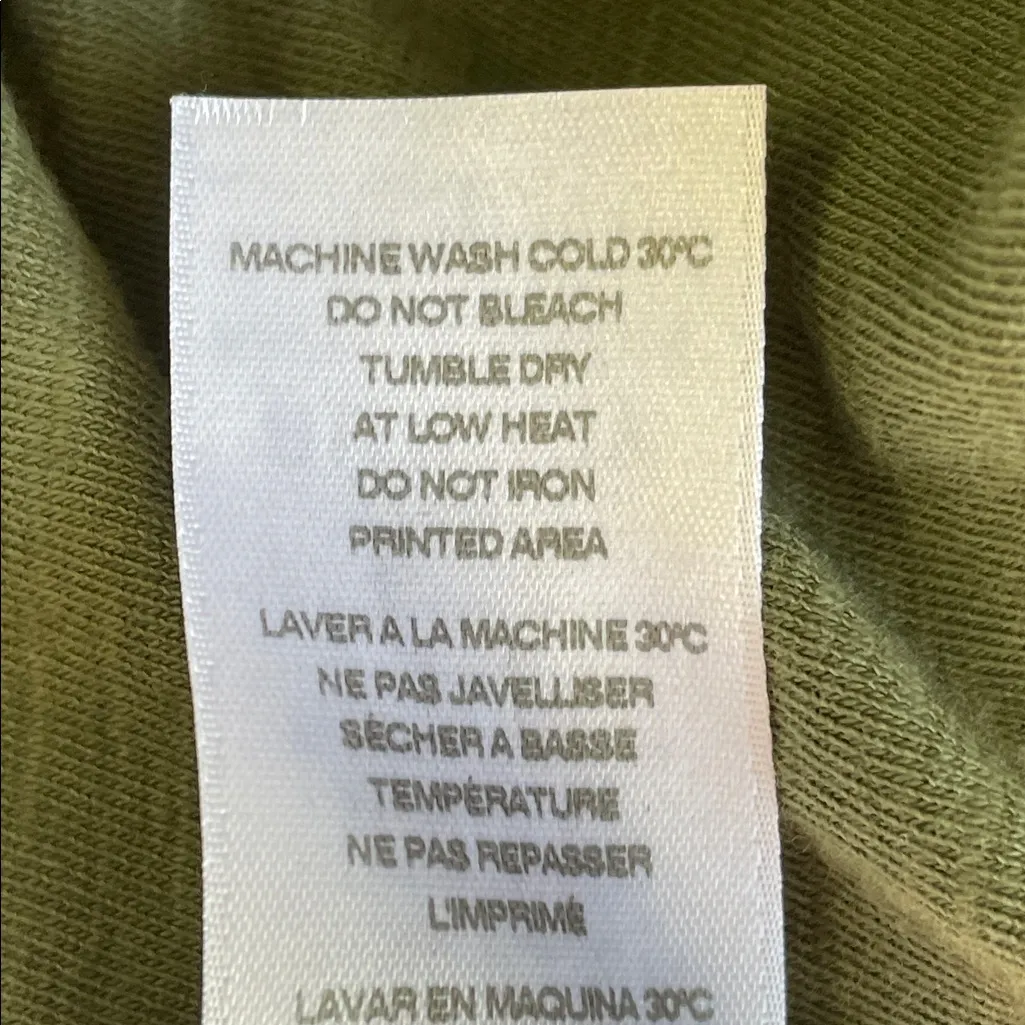 MACHINE WASH COLD 30°C
DO NOT BLEACH
TUMBLE DRY
AT LOW HEAT
DO NOT IRON
PRINTED AREA
LAVER A LA MACHINE 30°C
NE PAS JAVELLISER
SÉCHER A BASSE
TEMPÉRATURE
NE PAS REPASSER
L'IMPRIMÉ
LAVAR EN MAQUINA 30°C